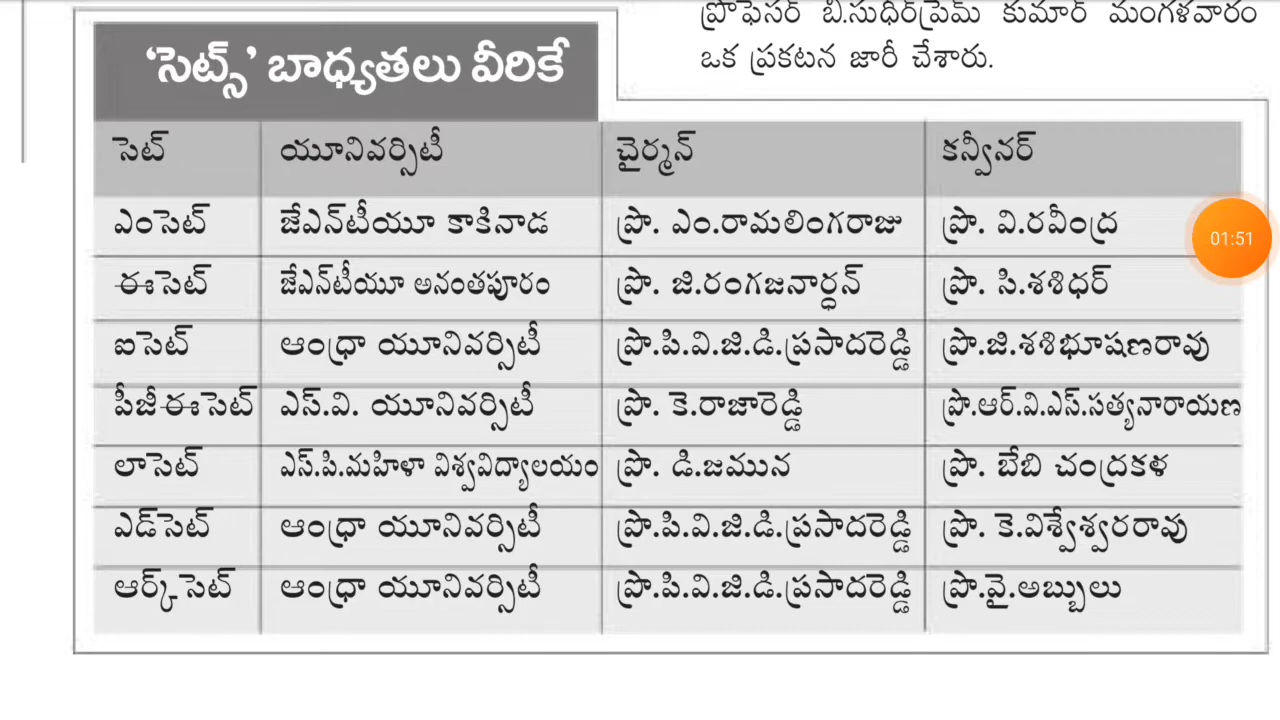 ప్రొఫెసర్ బి.సుధీర్‌ప్రేమ్ కుమార్ మంగళవారం
ఒక ప్రకటన జారీ చేశారు.
‘సెట్స్’ బాధ్యతలు వీరికే
సెట్ యూనివర్సిటీ చైర్మన్ కన్వీనర్
ఎంసెట్ జేఎన్‌టీయూ కాకినాడ ప్రొ. ఎం.రామలింగరాజు ప్రొ. వి.రవీంద్ర
ఈసెట్ జేఎన్‌టీయూ అనంతపూరం ప్రొ. జి.రంగజనార్ధన్ ప్రొ. సి.శశిధర్
ఐసెట్ ఆంధ్రా యూనివర్సిటీ ప్రొ.పి.వి.జి.డి.ప్రసాదరెడ్డి ప్రొ.జి.శశిభూషణరావు
పీజీఈసెట్ ఎస్.వి. యూనివర్సిటీ ప్రొ. కె.రాజారెడ్డి ప్రొ.ఆర్.వి.ఎస్.సత్యనారాయణ
లాసెట్ ఎస్.పి.మహిళా విశ్వవిద్యాలయం ప్రొ. డి.జమున ప్రొ. బేబి చంద్రకళ
ఎడ్‌సెట్ ఆంధ్రా యూనివర్సిటీ ప్రొ.పి.వి.జి.డి.ప్రసాదరెడ్డి ప్రొ. కె.విశ్వేశ్వరరావు
ఆర్క్‌సెట్ ఆంధ్రా యూనివర్సిటీ ప్రొ.పి.వి.జి.డి.ప్రసాదరెడ్డి ప్రొ.వై.అబ్బులు
01:51